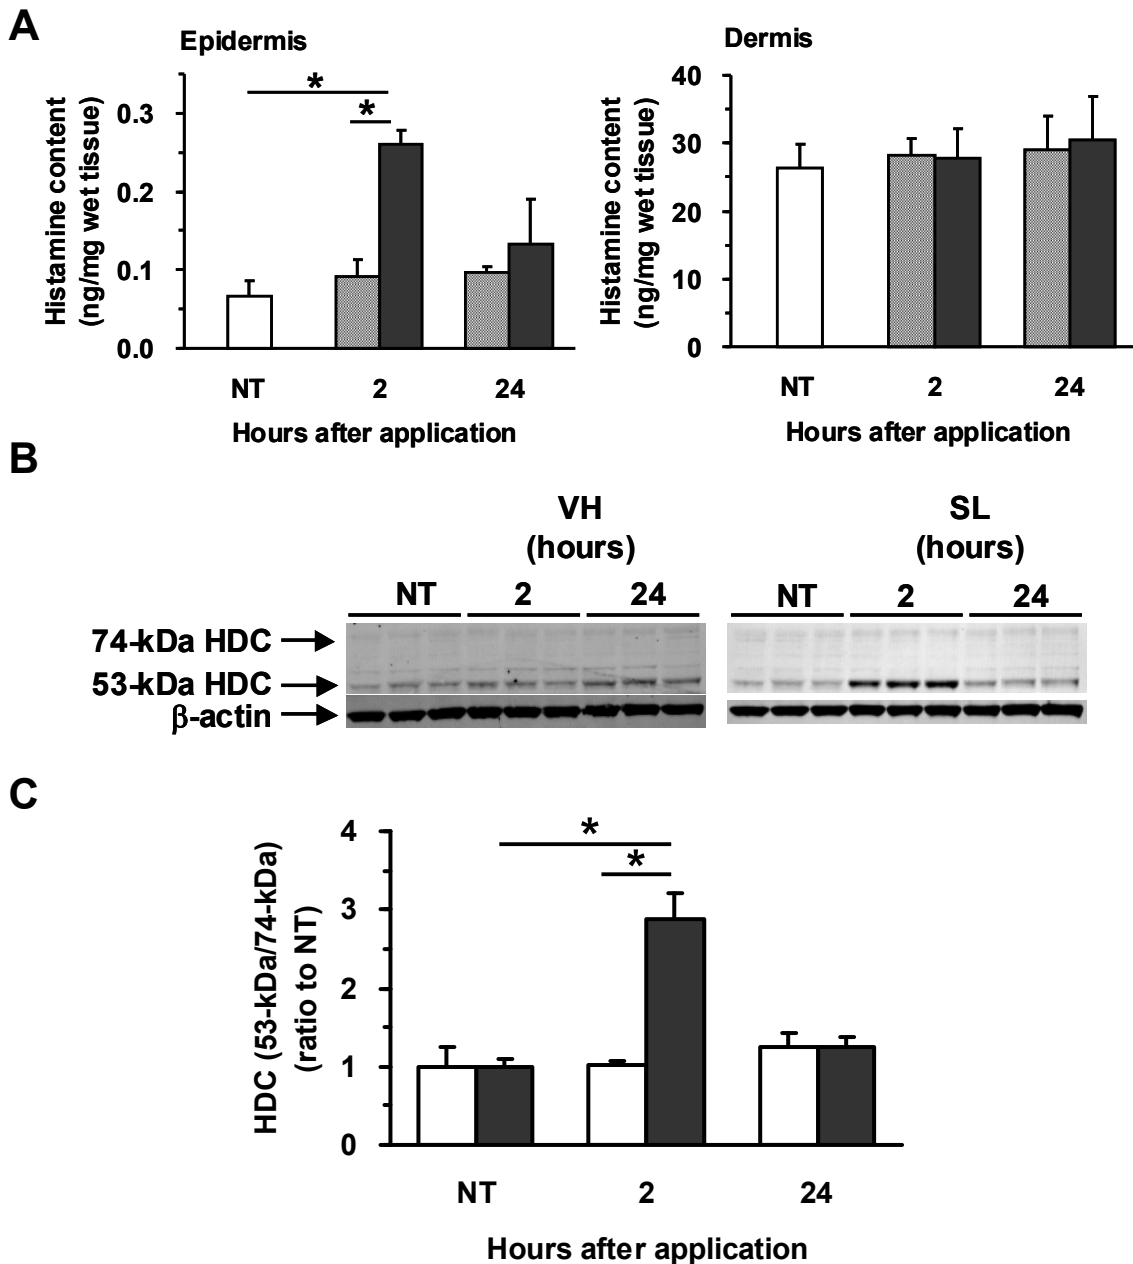 A
Epidermis
Histamine content
(ng/mg wet tissue)
0.3
0.2
0.1
0.0
*
*
NT 2 24
Hours after application
Dermis
Histamine content
(ng/mg wet tissue)
40
30
20
10
0
NT 2 24
Hours after application
B
VH
(hours)
SL
(hours)
NT 2 24
NT 2 24
74-kDa HDC
53-kDa HDC
β-actin
C
HDC (53-kDa/74-kDa)
(ratio to NT)
4
3
2
1
0
*
*
NT 2 24
Hours after application